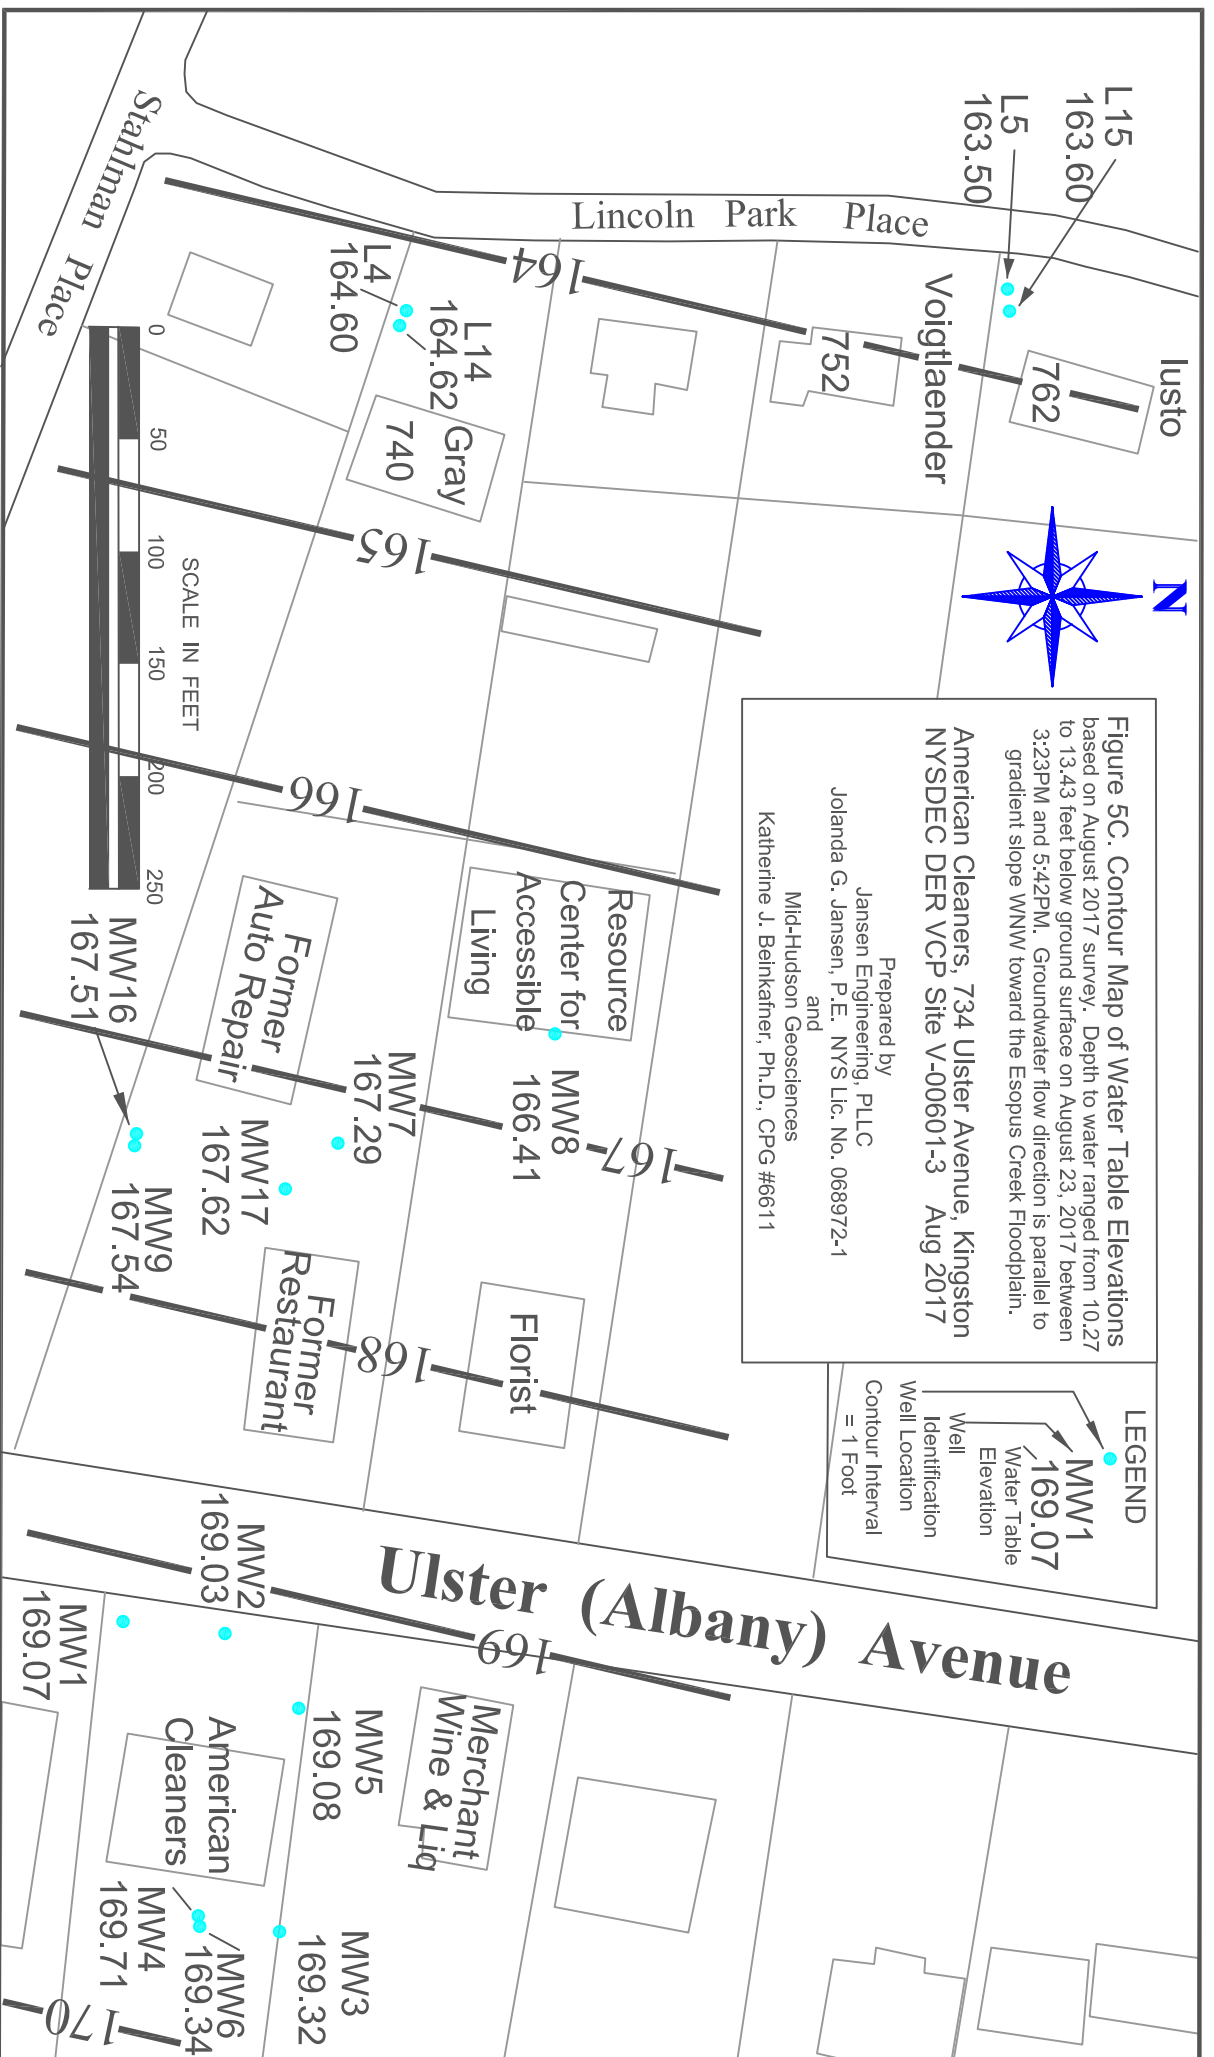 L15
163.60
L5
163.50
Iusto
762
Voigtlaender
752
Lincoln Park Place
Stahlman Place
L4
164.60
L14
164.62
Gray
740
164
165
166
167
168
169
170
N
0 50 100 150 200 250
SCALE IN FEET
Figure 5C. Contour Map of Water Table Elevations
based on August 2017 survey. Depth to water ranged from 10.27
to 13.43 feet below ground surface on August 23, 2017 between
3:23PM and 5:42PM. Groundwater flow direction is parallel to
gradient slope WNW toward the Esopus Creek Floodplain.
American Cleaners, 734 Ulster Avenue, Kingston
NYSDEC DER VCP Site V-00601-3 Aug 2017
Prepared by
Jansen Engineering, PLLC
Jolanda G. Jansen, P.E. NYS Lic. No. 068972-1
and
Mid-Hudson Geosciences
Katherine J. Beinkafner, Ph.D., CPG #6611
LEGEND
MW1
169.07
Water Table
Elevation
Well
Identification
Well Location
Contour Interval
= 1 Foot
Resource
Center for
Accessible
Living
Former
Auto Repair
MW16
167.51
MW7
167.29
MW8
166.41
MW17
167.62
MW9
167.54
Former
Restaurant
Florist
Ulster (Albany) Avenue
MW2
169.03
MW1
169.07
MW5
169.08
Merchant
Wine & Liq
American
Cleaners
MW3
169.32
MW6
169.34
MW4
169.71